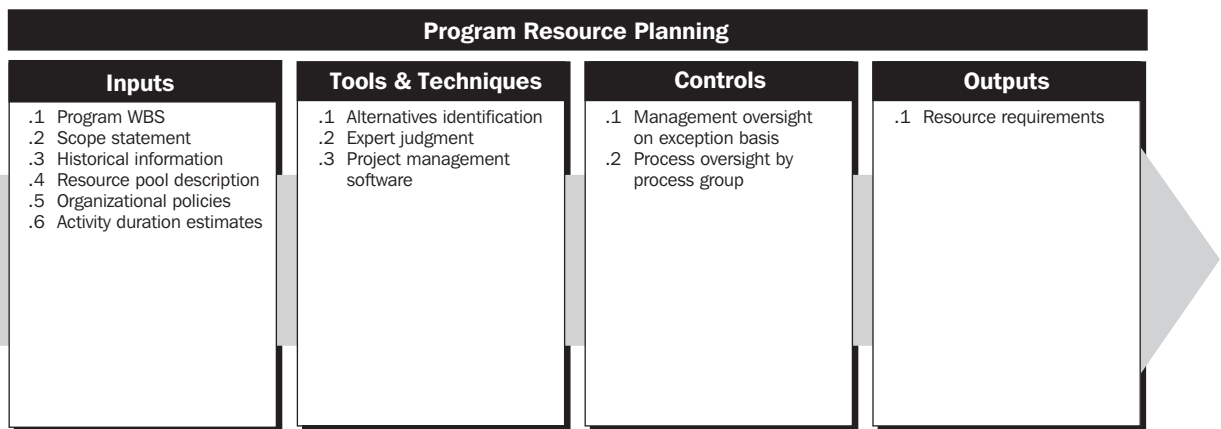 Program Resource Planning
Inputs
.1 Program WBS
.2 Scope statement
.3 Historical information
.4 Resource pool description
.5 Organizational policies
.6 Activity duration estimates
Tools & Techniques
.1 Alternatives identification
.2 Expert judgment
.3 Project management
software
Controls
.1 Management oversight
on exception basis
.2 Process oversight by
process group
Outputs
.1 Resource requirements